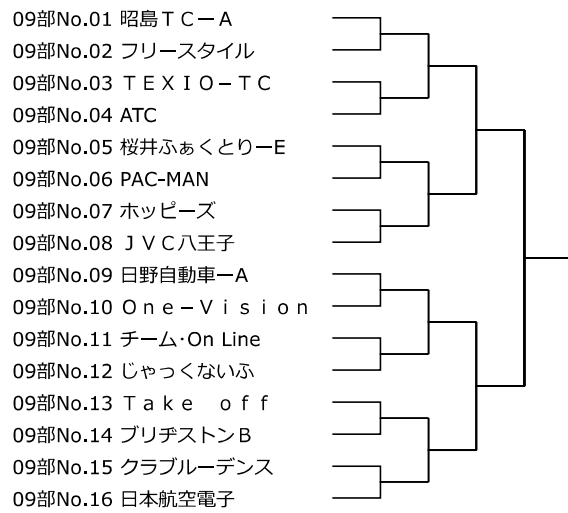 09部No.01 昭島ＴＣ－Ａ
09部No.02 フリースタイル
09部No.03 ＴＥＸＩＯ－ＴＣ
09部No.04 ATC
09部No.05 桜井ふぁくとりーE
09部No.06 PAC-MAN
09部No.07 ホッピーズ
09部No.08 ＪＶＣ八王子
09部No.09 日野自動車ーA
09部No.10 Ｏｎｅ－Ｖｉｓｉｏｎ
09部No.11 チーム･On Line
09部No.12 じゃっくないふ
09部No.13 Ｔａｋｅ　ｏｆｆ
09部No.14 ブリヂストンＢ
09部No.15 クラブルーデンス
09部No.16 日本航空電子